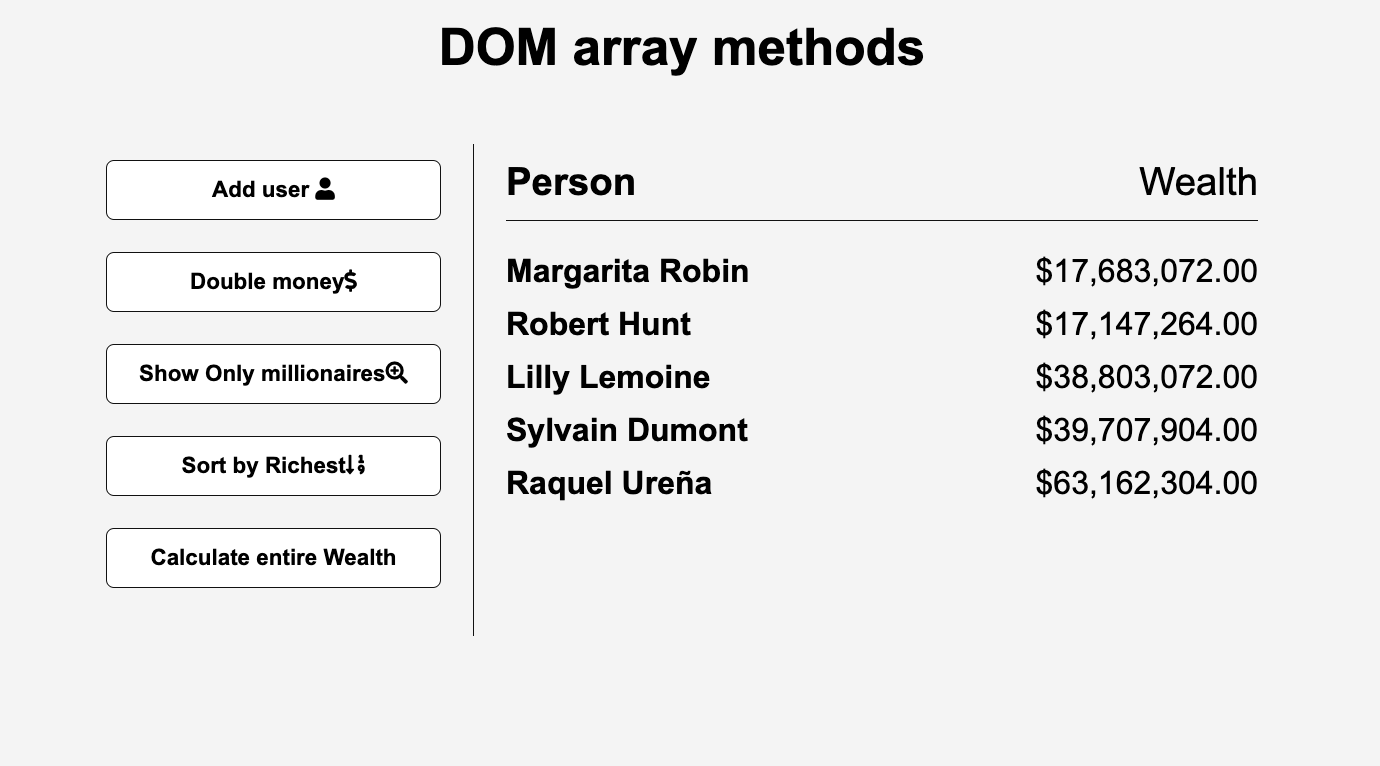 DOM array methods
Add user
Double money$
Show Only millionaires
Sort by Richest
Calculate entire Wealth
Person Wealth
Margarita Robin $17,683,072.00
Robert Hunt $17,147,264.00
Lilly Lemoine $38,803,072.00
Sylvain Dumont $39,707,904.00
Raquel Ureña $63,162,304.00